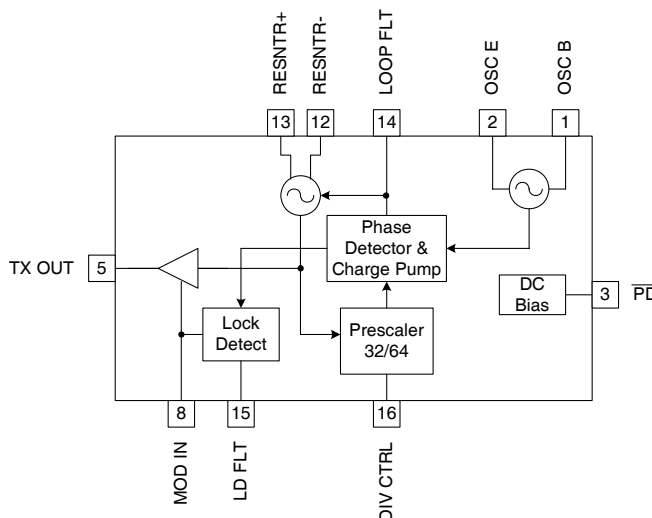 RESNTR+
RESNTR-
LOOP FLT
OSC E
OSC B
13
12
14
2
1
Phase
Detector &
Charge Pump
TX OUT
5
DC
Bias
3
PD
Lock
Detect
Prescaler
32/64
8
15
16
MOD IN
LD FLT
DIV CTRL